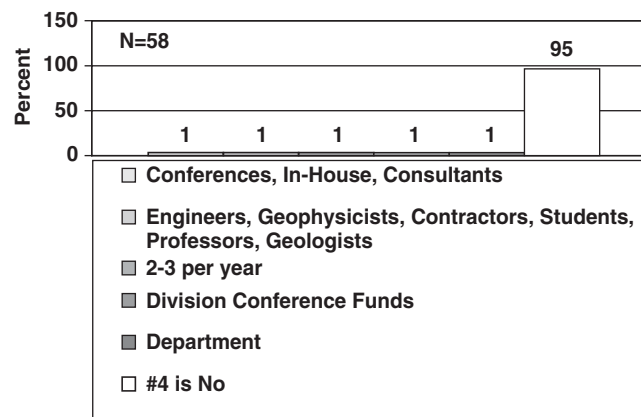 150
N=58
95
100
Percent
50
1 1 1 1 1
0
Conferences, In-House, Consultants
Engineers, Geophysicists, Contractors, Students,
Professors, Geologists
2-3 per year
Division Conference Funds
Department
#4 is No